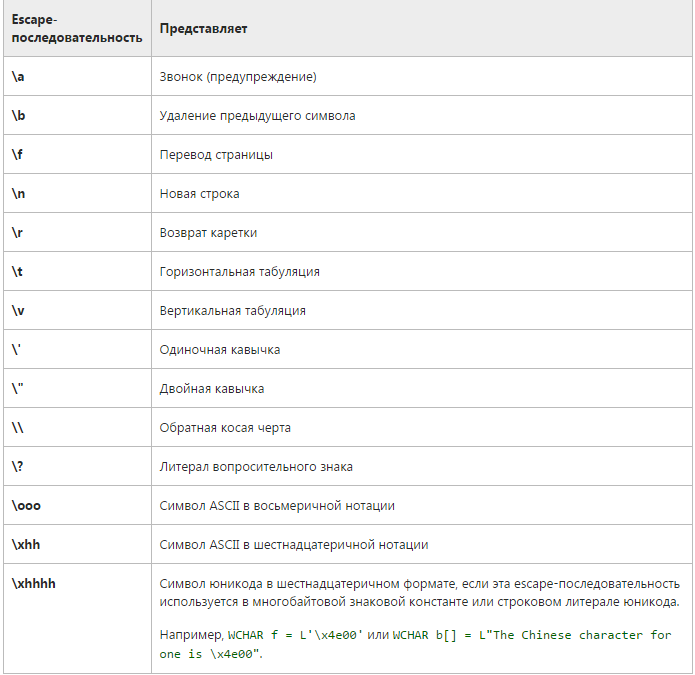 Escape-
последовательность
Представляет
\a
Звонок (предупреждение)
\b
Удаление предыдущего символа
\f
Перевод страницы
\n
Новая строка
\r
Возврат каретки
\t
Горизонтальная табуляция
\v
Вертикальная табуляция
\'
Одиночная кавычка
\"
Двойная кавычка
\\
Обратная косая черта
\?
Литерал вопросительного знака
\ooo
Символ ASCII в восьмеричной нотации
\xhh
Символ ASCII в шестнадцатеричной нотации
\xhhhh
Символ юникода в шестнадцатеричном формате, если эта escape-последовательность
используется в многобайтовой знаковой константе или строковом литерале юникода.
Например, WCHAR f = L'\x4e00' или WCHAR b[] = L"The Chinese character for
one is \x4e00".